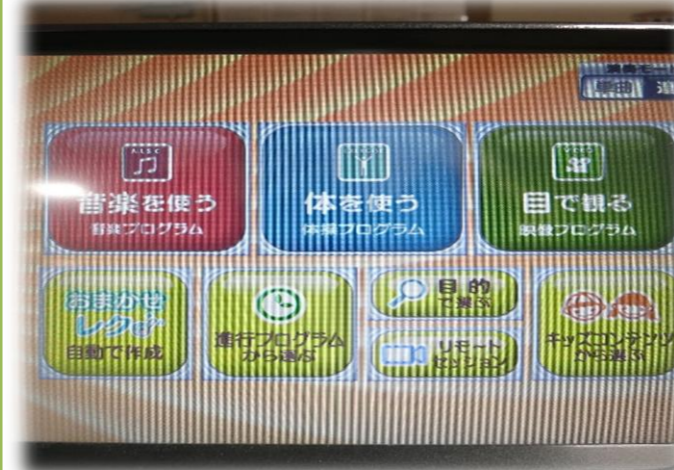 単曲
音楽を使う
音楽プログラム
体を使う
体操プログラム
目で観る
映像プログラム
おまかせ
レク
自動で作成
進行プログラム
から選ぶ
目的
で選ぶ
リモート
セッション
キッズコンテンツ
から選ぶ